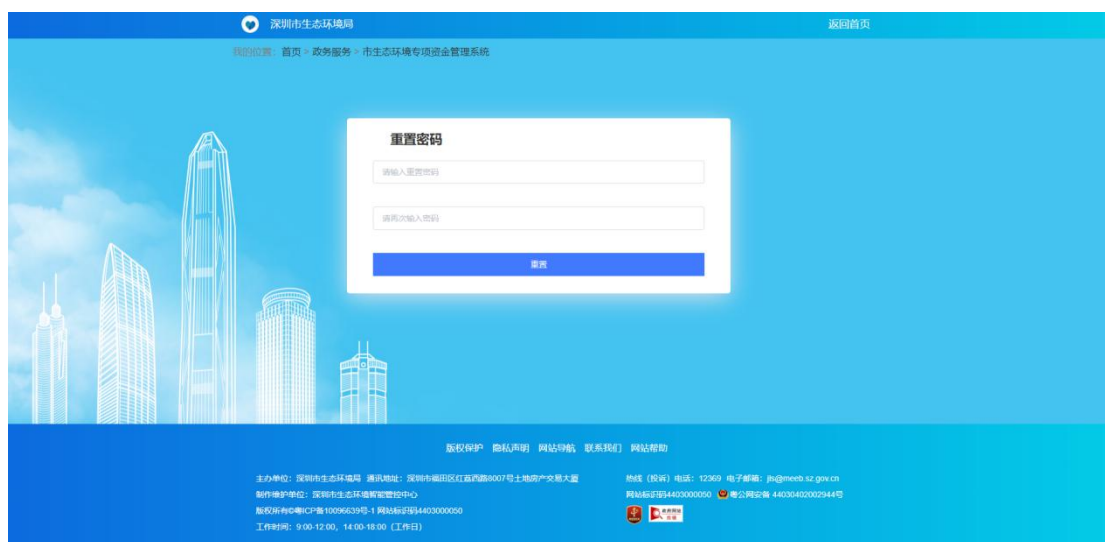 深圳市生态环境局
返回首页
我的位置：首页 > 政务服务 > 市生态环境专项资金管理系统
重置密码
请输入重置密码
请再次输入密码
重置
版权保护 隐私声明 网站导航 联系我们 网站帮助
主办单位：深圳市生态环境局 通讯地址：深圳市福田区红荔西路8007号土地房产交易大厦
热线（投诉）电话：12369 电子邮箱：jls@meeb.sz.gov.cn
制作维护单位：深圳市生态环境智能管控中心
网站标识码4403000050 粤公网安备 44030402002944号
版权所有©粤ICP备10096639号-1 网站标识码4403000050
工作时间：9:00-12:00，14:00-18:00（工作日）